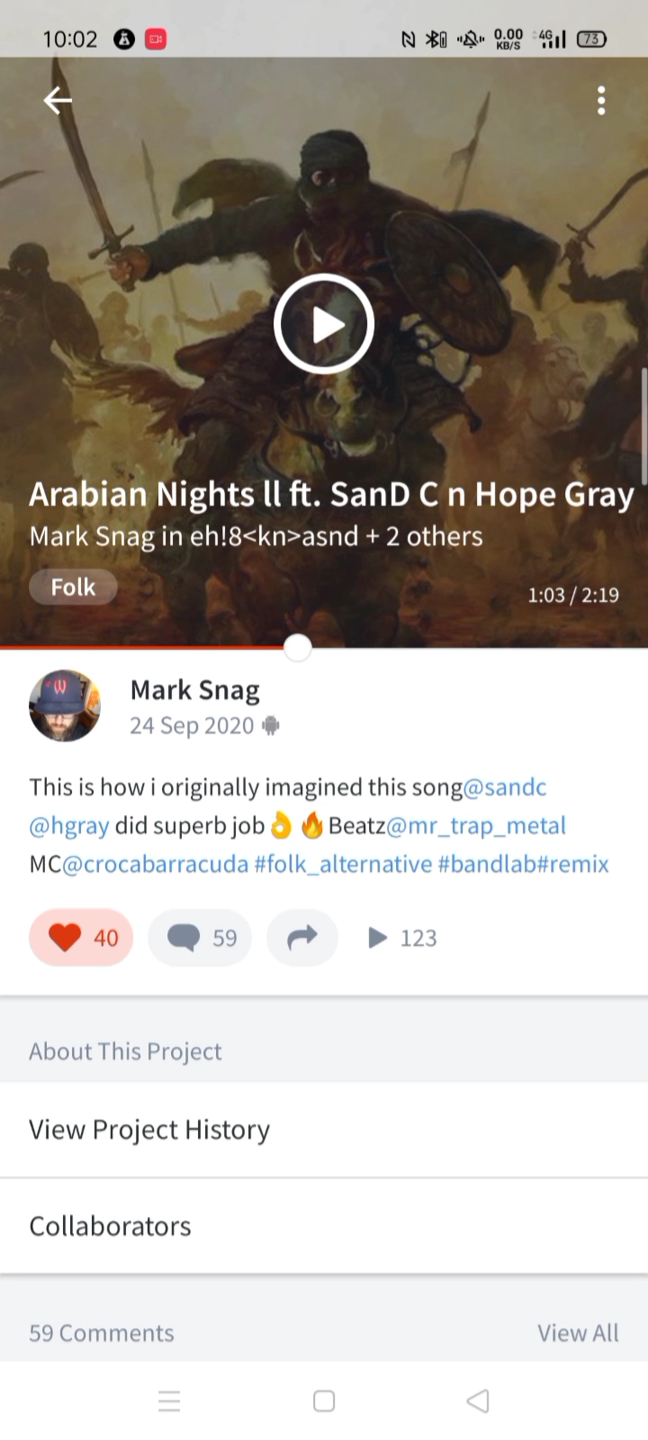 10:02
0.00
KB/S
4G
73
Arabian Nights ll ft. SanD C n Hope Gray
Mark Snag in eh!8<kn>asnd + 2 others
Folk
1:03 / 2:19
Mark Snag
24 Sep 2020
This is how i originally imagined this song@sandc
@hgray did superb job👌 🔥Beatz@mr_trap_metal
MC@crocabarracuda #folk_alternative #bandlab#remix
40
59
123
About This Project
View Project History
Collaborators
59 Comments
View All